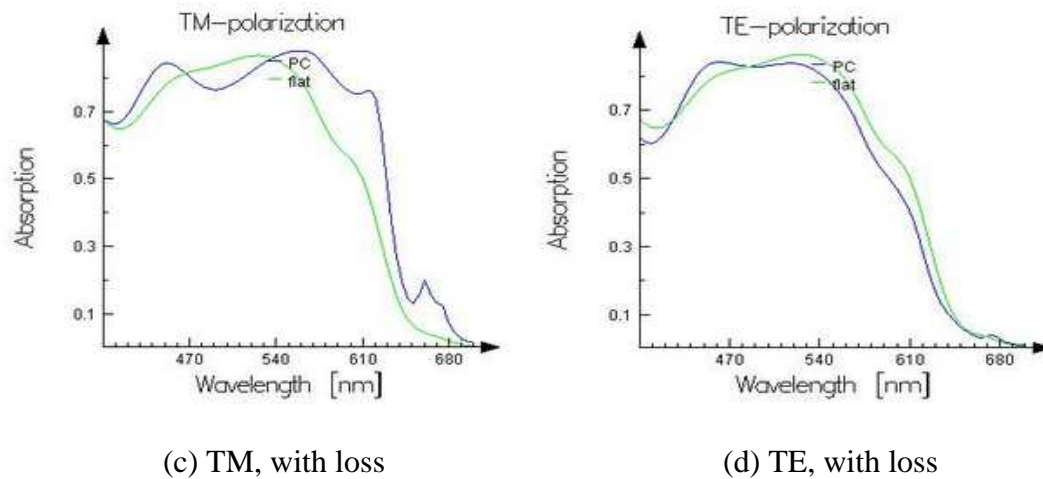 TM-polarization
PC
flat
Absorption
0.7
0.5
0.3
0.1
470
540
610
680
Wavelength [nm]
(c) TM, with loss
TE-polarization
PC
flat
Absorption
0.7
0.5
0.3
0.1
470
540
610
680
Wavelength [nm]
(d) TE, with loss